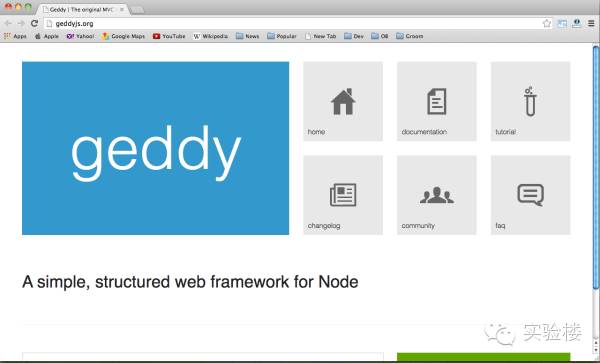 Geddy | The original MVC
geddyjs.org
Apps Apple Yahoo! Google Maps YouTube Wikipedia News Popular New Tab Dev OB Groom
geddy
home documentation tutorial
changelog community faq
A simple, structured web framework for Node
实验楼